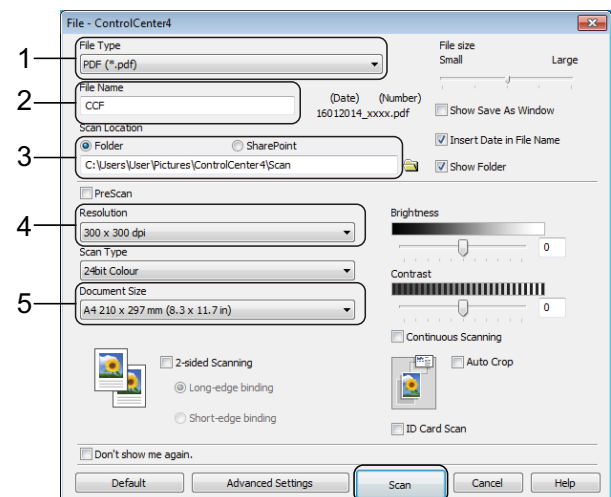 File - ControlCenter4
1
File Type
PDF (*.pdf)
File size
Small Large
2
File Name
CCF
(Date) (Number)
16012014_xxxx.pdf
Show Save As Window
Insert Date in File Name
Show Folder
3
Scan Location
Folder SharePoint
C:\Users\User\Pictures\ControlCenter4\Scan
PreScan
4
Resolution
300 x 300 dpi
Brightness
0
Scan Type
24bit Colour
Contrast
0
5
Document Size
A4 210 x 297 mm (8.3 x 11.7 in)
Continuous Scanning
2-sided Scanning
Long-edge binding
Short-edge binding
Auto Crop
ID Card Scan
Don't show me again.
Default Advanced Settings Scan Cancel Help